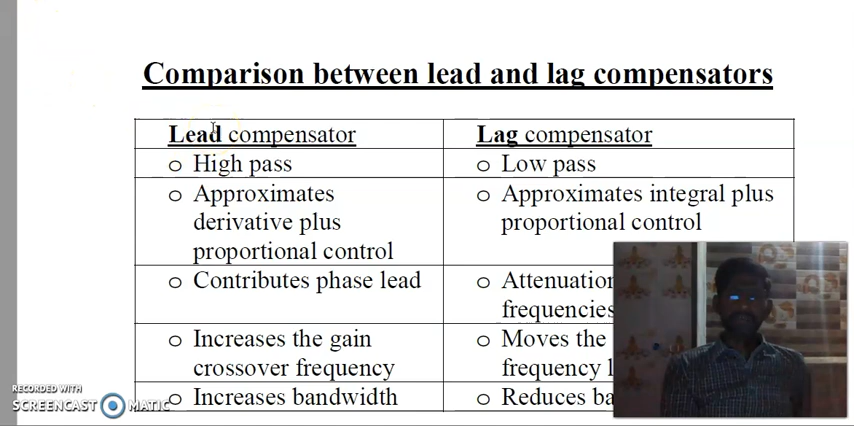 Comparison between lead and lag compensators
Lead compensator
Lag compensator
o High pass
o Low pass
o Approximates
derivative plus
proportional control
o Approximates integral plus
proportional control
o Contributes phase lead
o Attenuation
frequencies
o Increases the gain
crossover frequency
o Moves the
frequency
o Increases bandwidth
o Reduces
RECORDED WITH
SCREENCAST MATIC